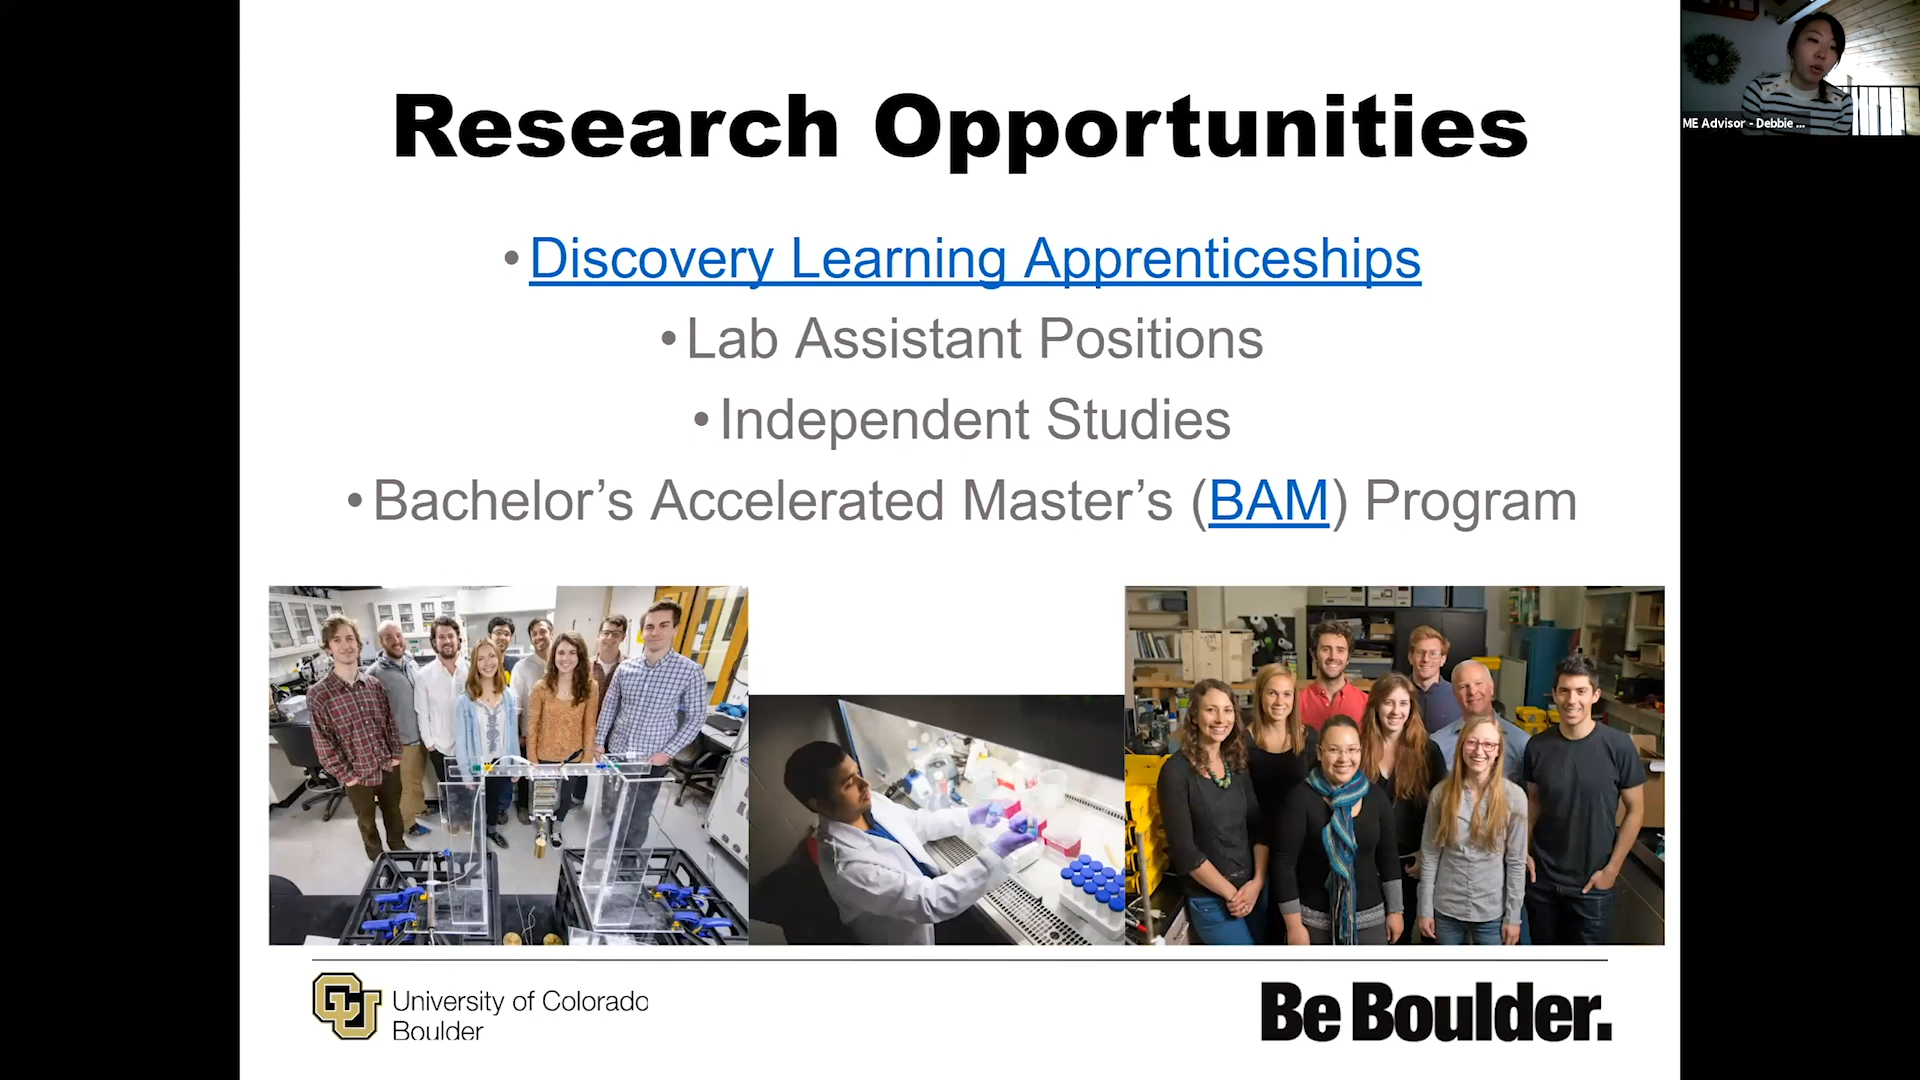 Research Opportunities
•Discovery Learning Apprenticeships
•Lab Assistant Positions
•Independent Studies
•Bachelor’s Accelerated Master’s (BAM) Program
ME Advisor - Debbie ...
CU University of Colorado
Boulder
Be Boulder.